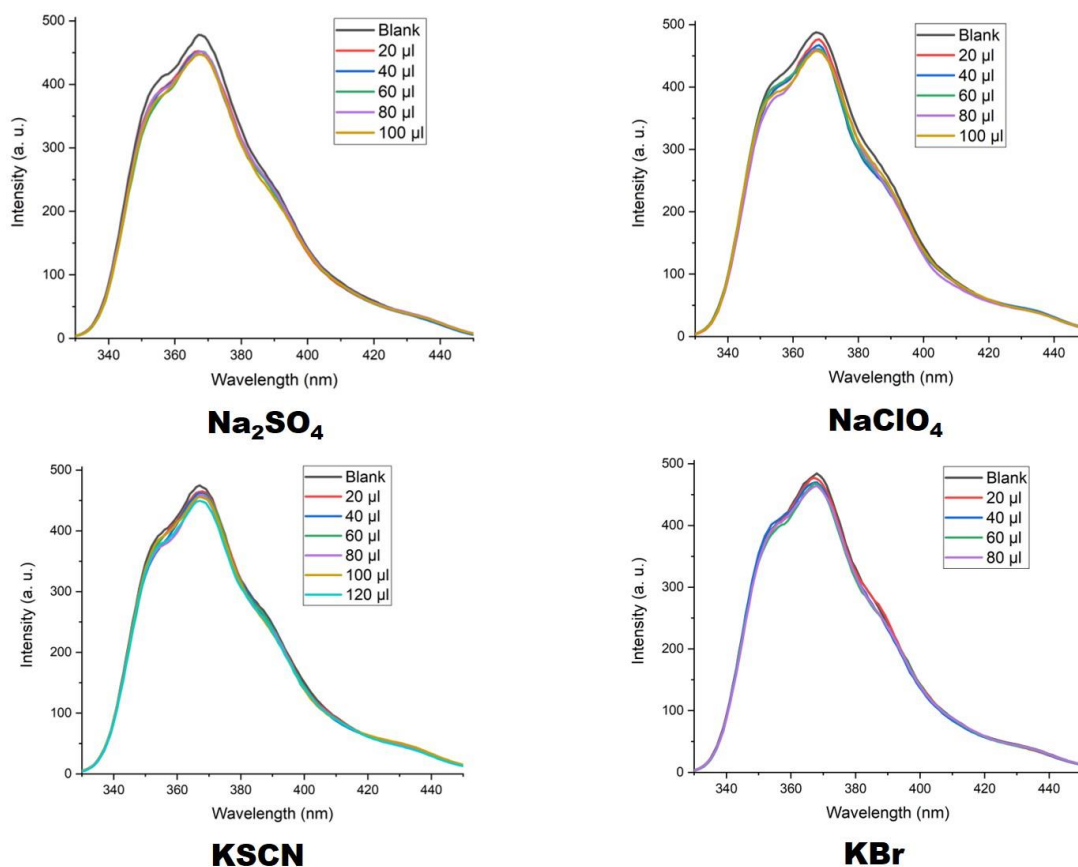 500
400
300
200
100
0
Intensity (a. u.)
340 360 380 400 420 440
Wavelength (nm)
Blank
20 µl
40 µl
60 µl
80 µl
100 µl
Na₂SO₄
500
400
300
200
100
0
Intensity (a. u.)
340 360 380 400 420 440
Wavelength (nm)
Blank
20 µl
40 µl
60 µl
80 µl
100 µl
NaClO₄
500
400
300
200
100
0
Intensity (a. u.)
340 360 380 400 420 440
Wavelength (nm)
Blank
20 µl
40 µl
60 µl
80 µl
100 µl
120 µl
KSCN
500
400
300
200
100
0
Intensity (a. u.)
340 360 380 400 420 440
Wavelength (nm)
Blank
20 µl
40 µl
60 µl
80 µl
KBr